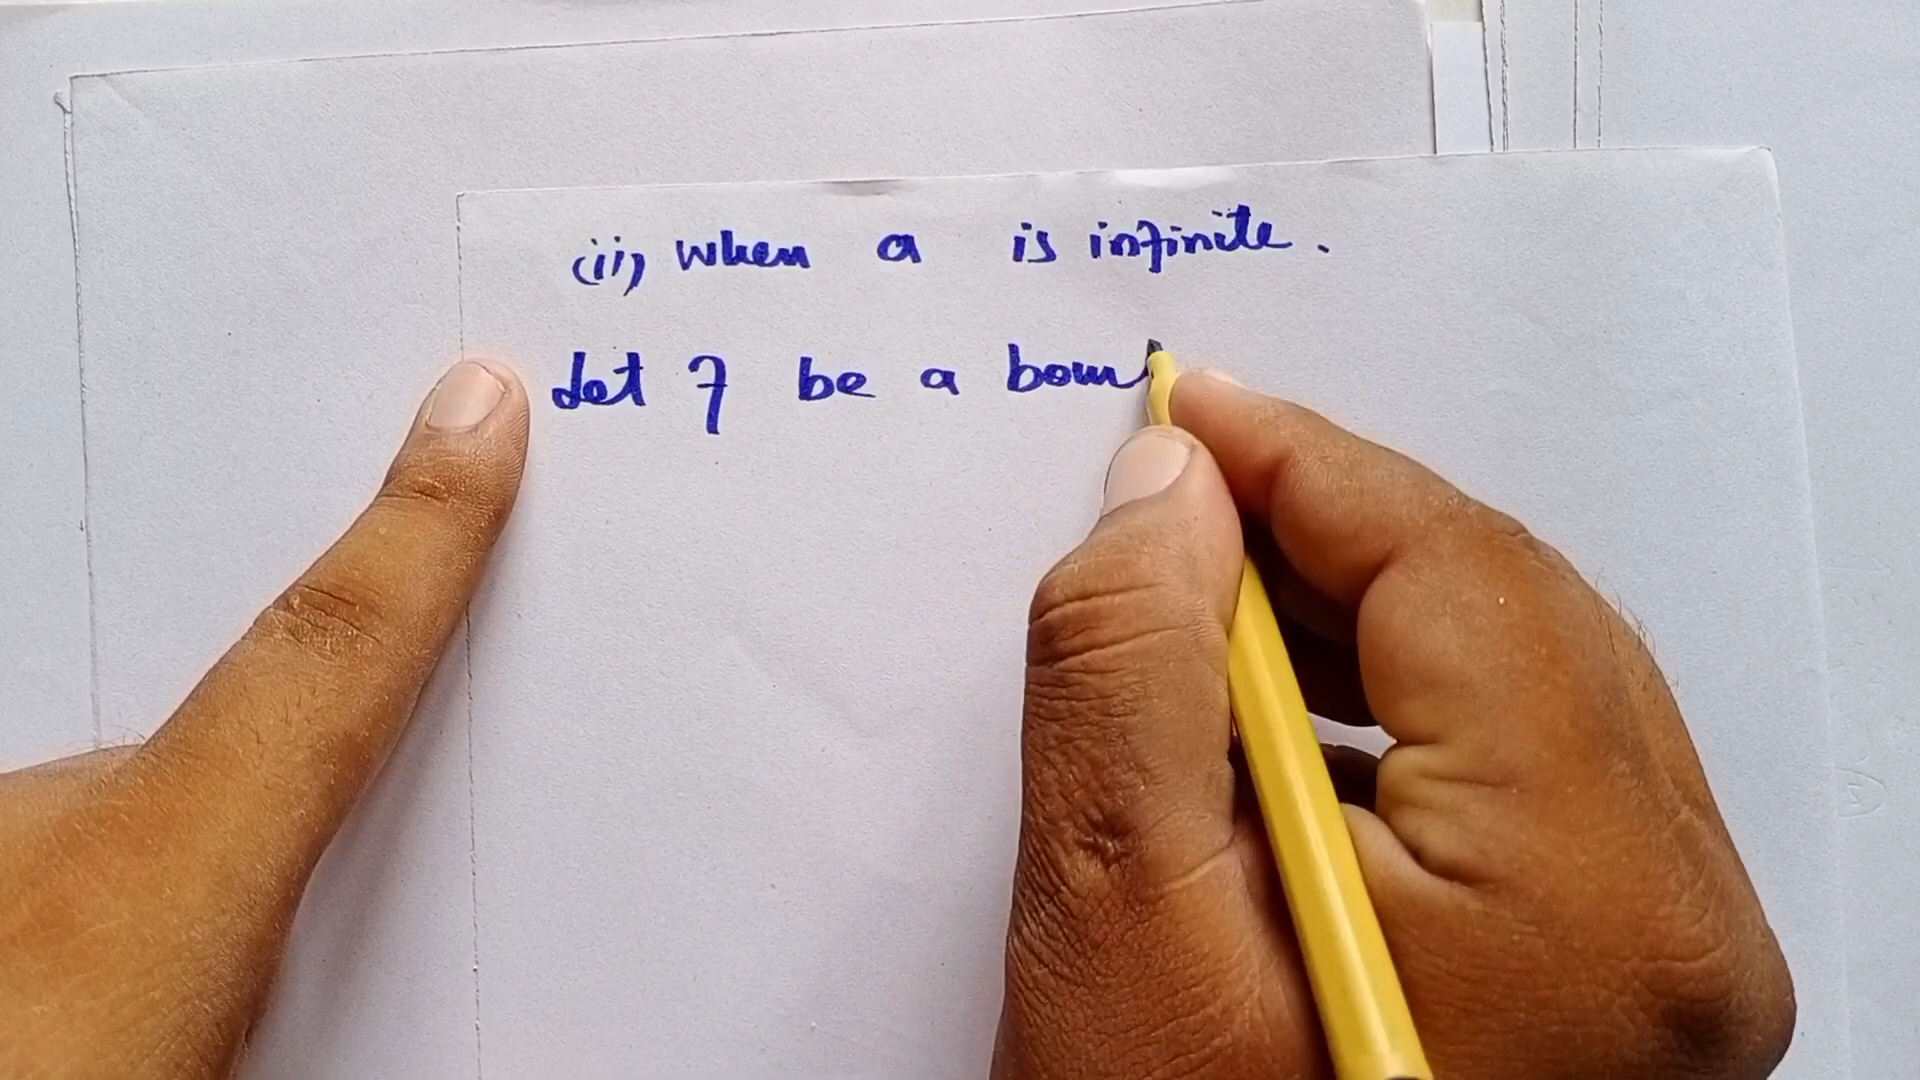 (ii) When a is infinite.
Let f be a boun